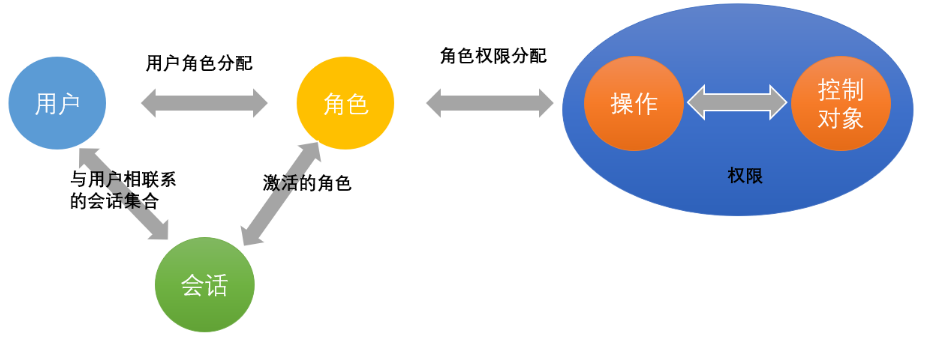 用户角色分配
角色权限分配
用户
角色
操作
控制
对象
权限
与用户相联系
的会话集合
激活的角色
会话